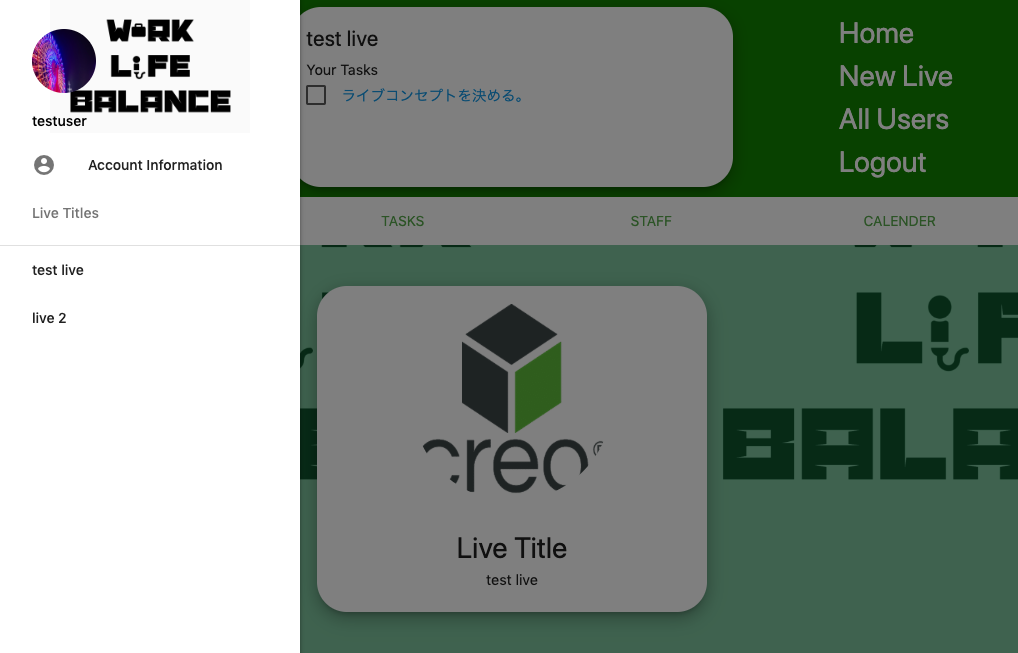 WORK
LiFE
BALANCE
testuser
Account Information
Live Titles
test live
live 2
test live
Your Tasks
ライブコンセプトを決める。
Home
New Live
All Users
Logout
TASKS
STAFF
CALENDER
creo
Live Title
test live
LiF
BALA